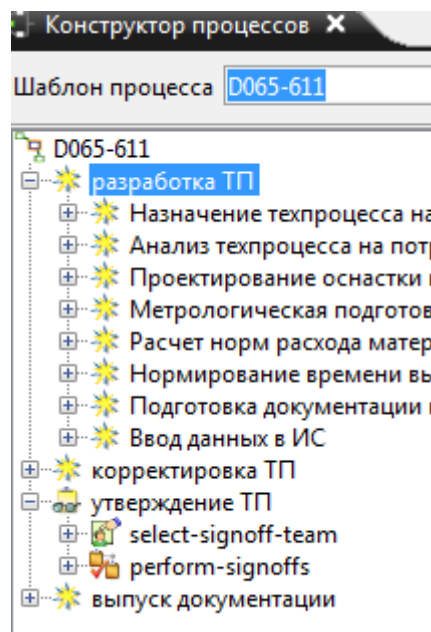 Конструктор процессов
Шаблон процесса D065-611
D065-611
разработка ТП
Назначение техпроцесса на
Анализ техпроцесса на пот
Проектирование оснастки
Метрологическая подготов
Расчет норм расхода матер
Нормирование времени вы
Подготовка документации
Ввод данных в ИС
корректировка ТП
утверждение ТП
select-signoff-team
perform-signoffs
выпуск документации